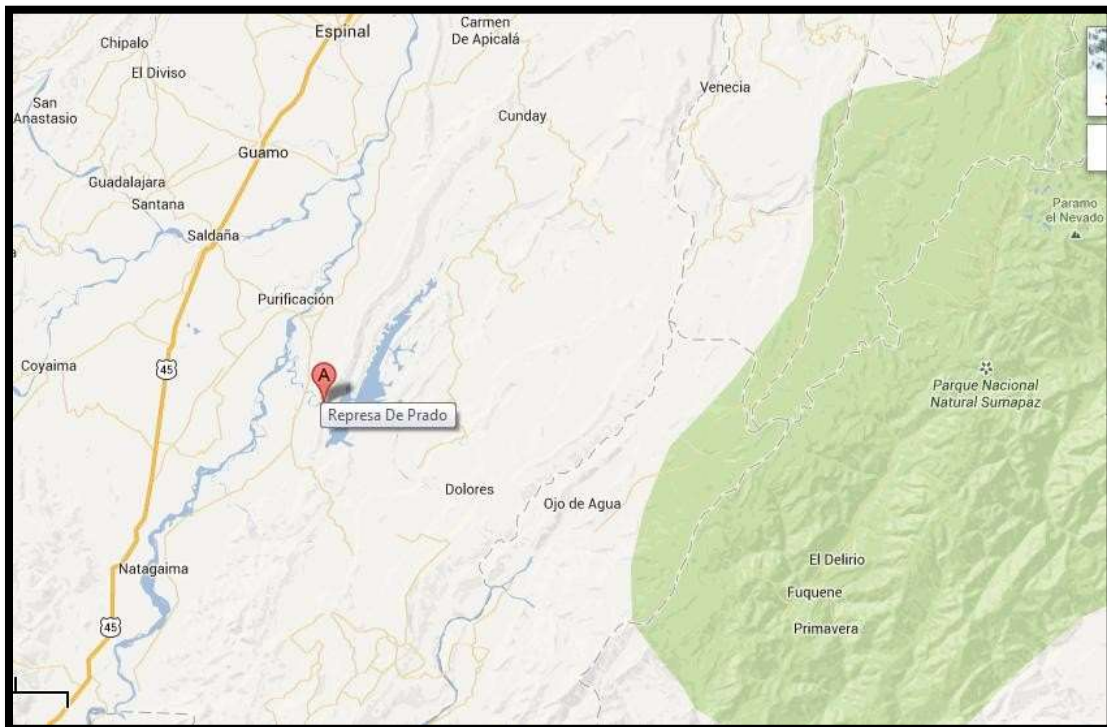 Espinal
Carmen
De Apicalá
Chipalo
El Diviso
Venecia
San
Anastasio
Cunday
Guamo
Guadalajara
Santana
Paramo
el Nevado
Saldaña
Purificación
Coyaima
45
A
Parque Nacional
Natural Sumapaz
Represa De Prado
Dolores
Ojo de Agua
El Delirio
Natagaima
Fuquene
45
Primavera